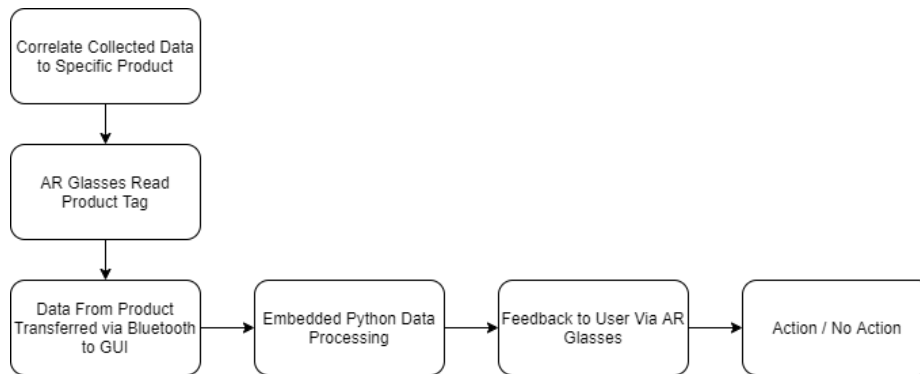 Correlate Collected Data
to Specific Product
AR Glasses Read
Product Tag
Data From Product
Transferred via Bluetooth
to GUI
Embedded Python Data
Processing
Feedback to User Via AR
Glasses
Action / No Action